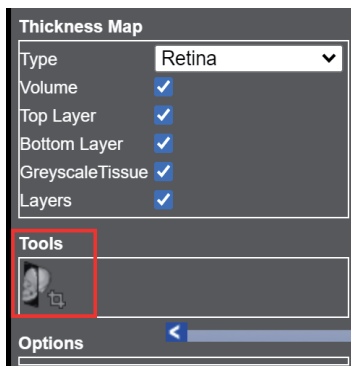 Thickness Map
Type Retina
Volume
Top Layer
Bottom Layer
GreyscaleTissue
Layers
Tools
<
Options